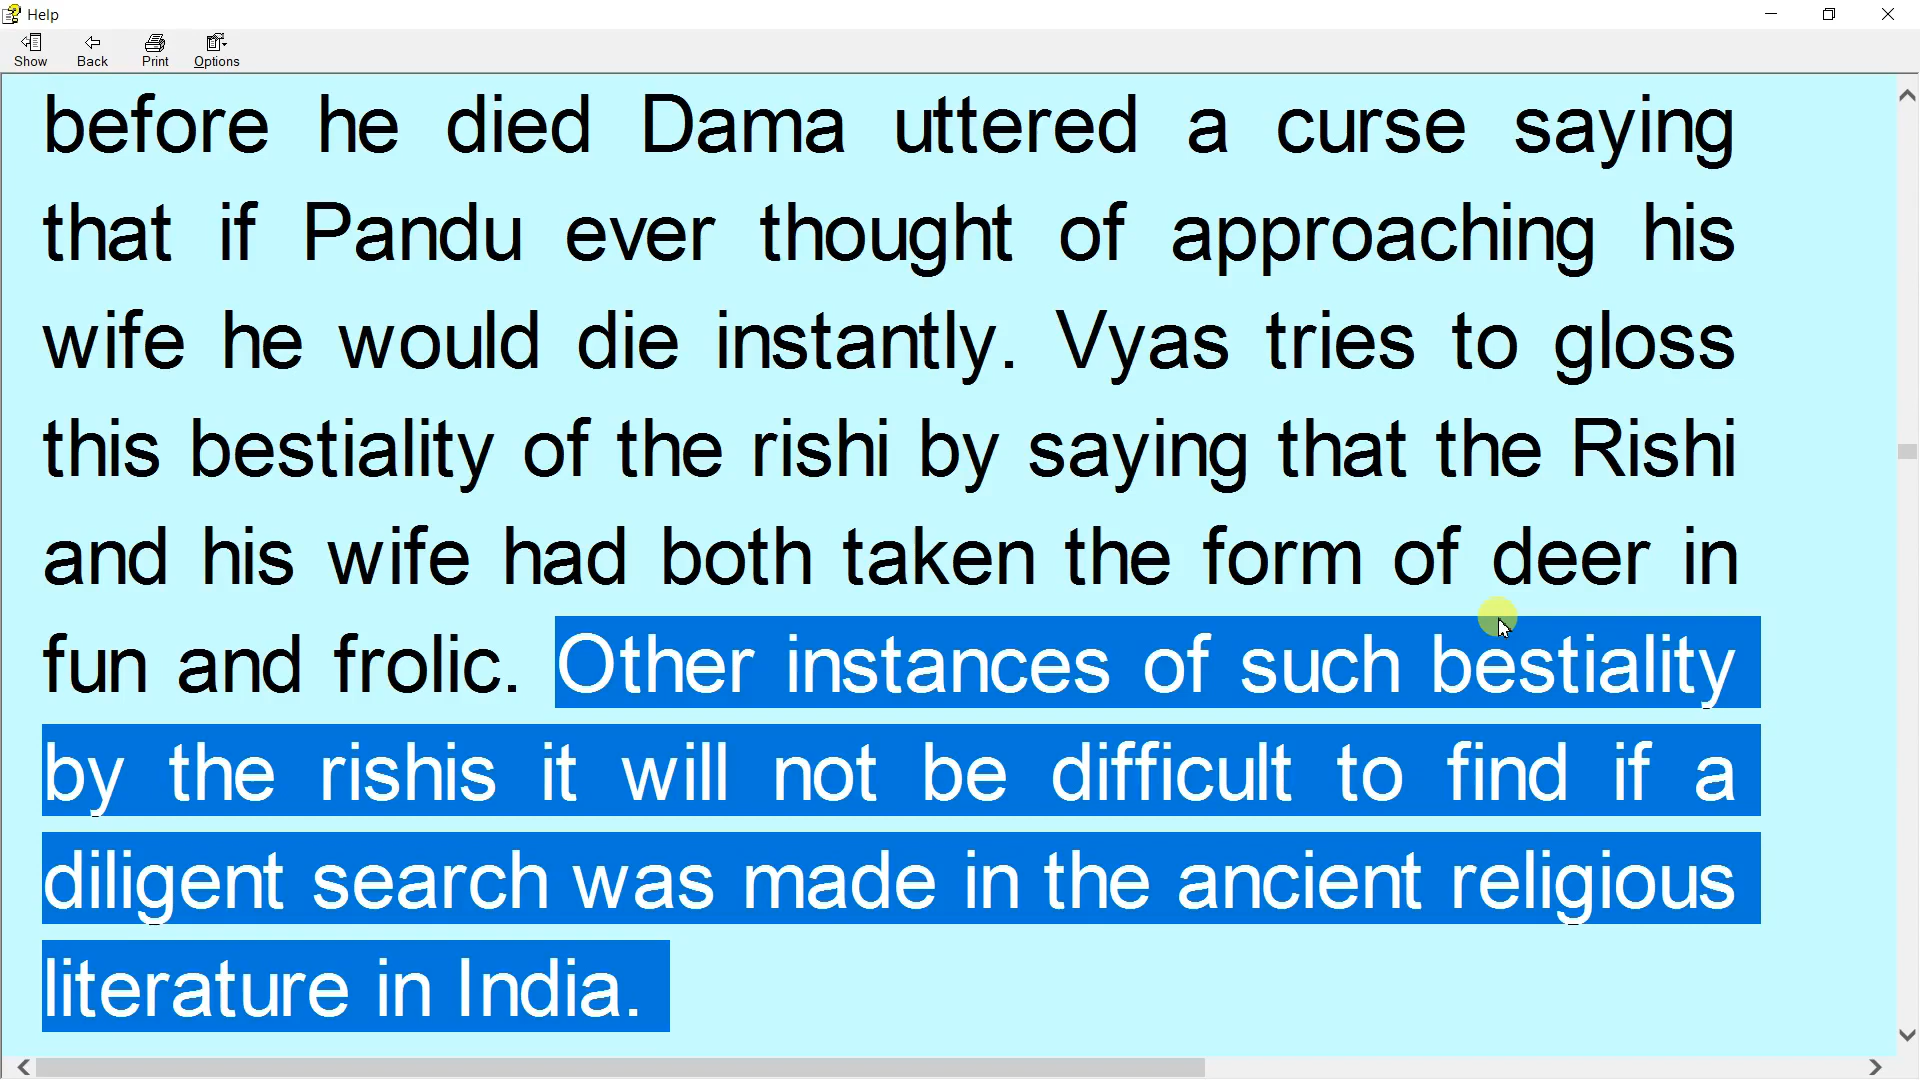 Help
Show Back Print Options
before he died Dama uttered a curse saying
that if Pandu ever thought of approaching his
wife he would die instantly. Vyas tries to gloss
this bestiality of the rishi by saying that the Rishi
and his wife had both taken the form of deer in
fun and frolic. Other instances of such bestiality
by the rishis it will not be difficult to find if a
diligent search was made in the ancient religious
literature in India.